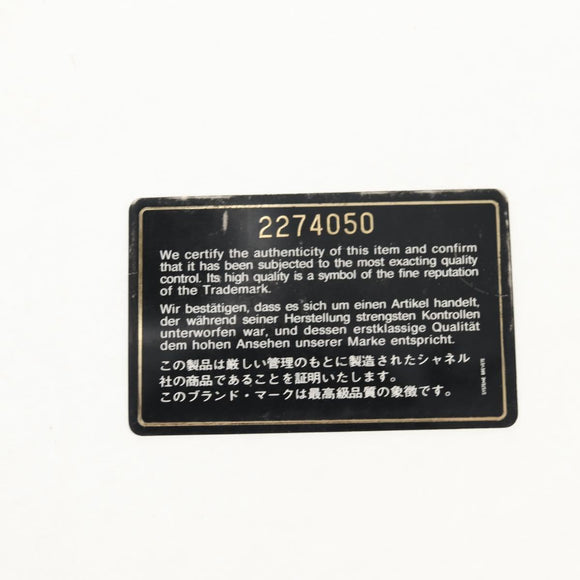 2274050
We certify the authenticity of this item and confirm
that it has been subjected to the most exacting quality
control. Its high quality is a symbol of the fine reputation
of the Trademark.
Wir bestätigen, dass es sich um einen Artikel handelt,
der während seiner Herstellung strengsten Kontrollen
unterworfen war, und dessen erstklassige Qualität
dem hohen Ansehen unserer Marke entspricht.
この製品は厳しい管理のもとに製造されたシャネル
社の商品であることを証明いたします。
このブランド・マークは最高級品質の象徴です。